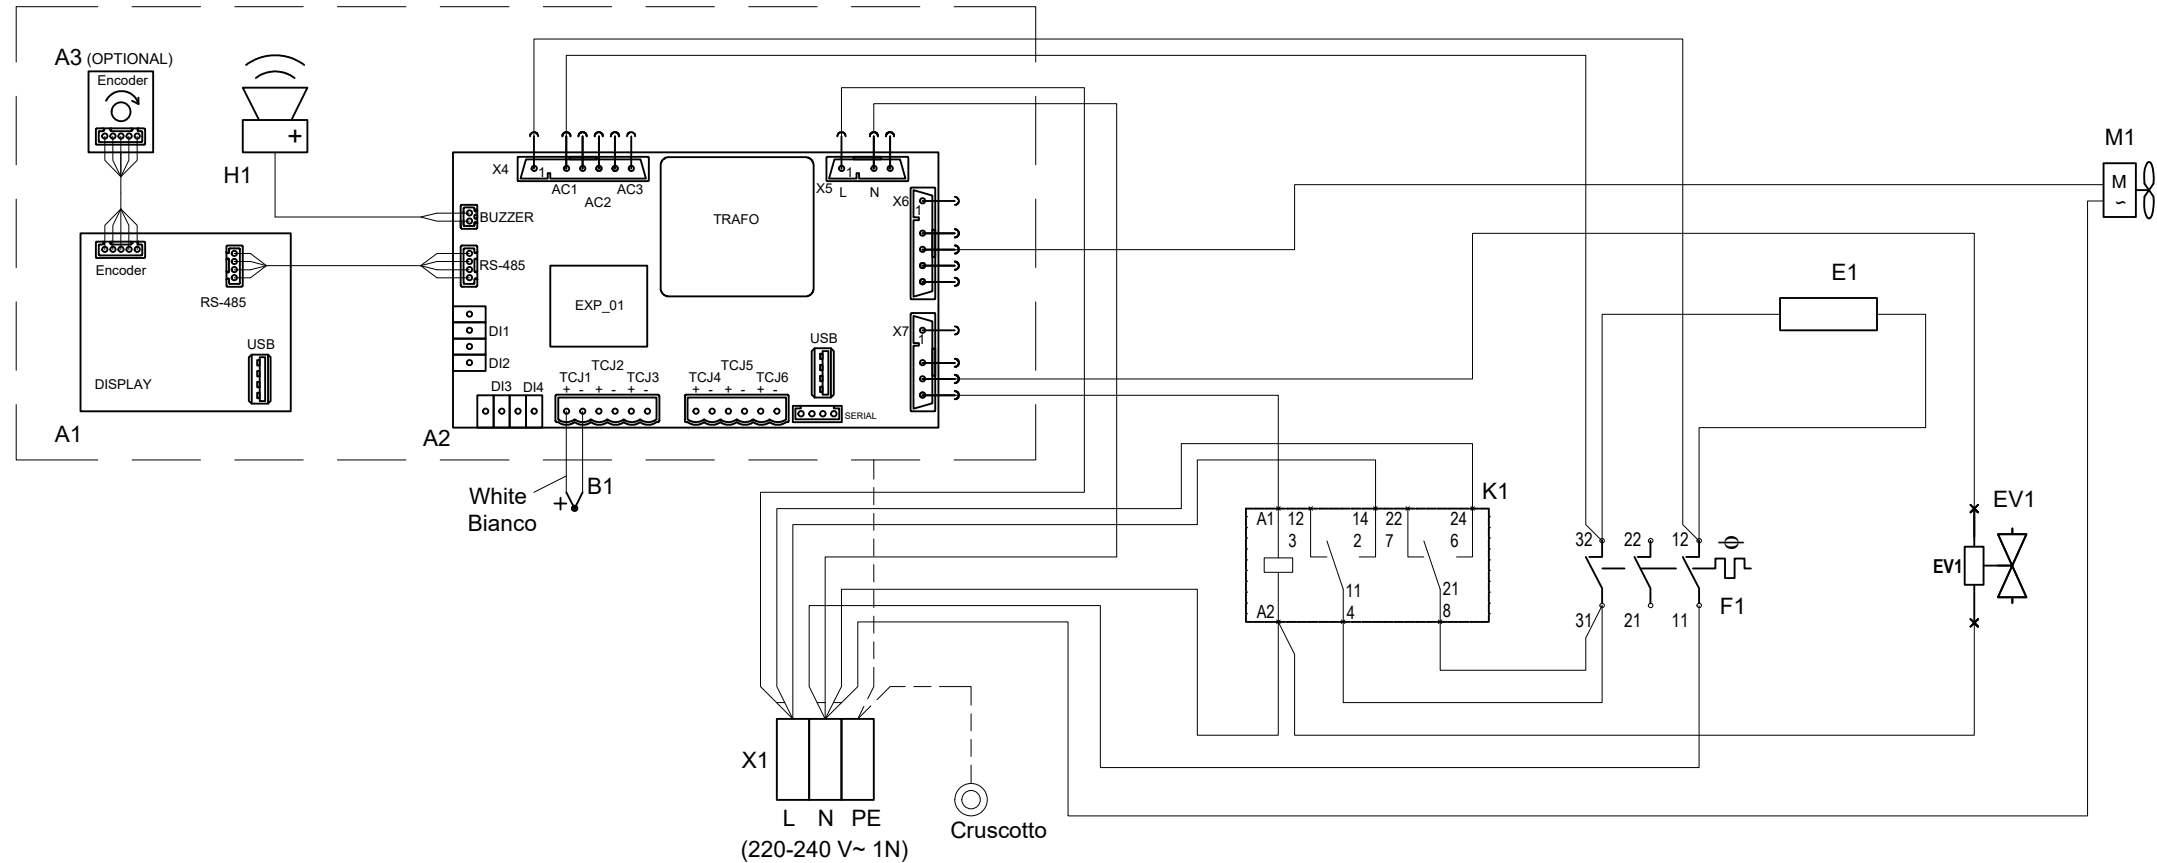 A3 (OPTIONAL)
Encoder
+
H1
Encoder
RS-485
USB
DISPLAY
A1
X4
1
AC1
AC2
AC3
TRAFO
X5
1
L
N
X6
1
BUZZER
RS-485
EXP_01
DI1
DI2
DI3
DI4
TCJ1
TCJ2
TCJ3
+ - + - + -
TCJ4
TCJ5
TCJ6
+ - + - + -
USB
SERIAL
X7
1
A2
White
Bianco
+
B1
M1
M
~
E1
K1
A1
12
14
22
24
3
2
7
6
11
21
A2
4
8
32
22
12
31
21
11
F1
EV1
EV1
X1
L
N
PE
(220-240 V~ 1N)
Cruscotto